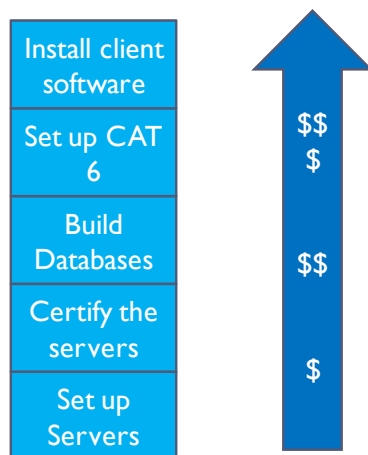 Install client
software
Set up CAT
6
Build
Databases
Certify the
servers
Set up
Servers
$$
$
$$
$